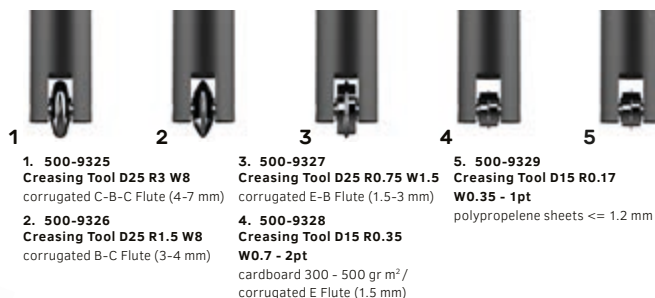 1
2
3
4
5
1. 500-9325
Creasing Tool D25 R3 W8
corrugated C-B-C Flute (4-7 mm)
2. 500-9326
Creasing Tool D25 R1.5 W8
corrugated B-C Flute (3-4 mm)
3. 500-9327
Creasing Tool D25 R0.75 W1.5
corrugated E-B Flute (1.5-3 mm)
4. 500-9328
Creasing Tool D15 R0.35
W0.7 - 2pt
cardboard 300 - 500 gr m²/
corrugated E Flute (1.5 mm)
5. 500-9329
Creasing Tool D15 R0.17
W0.35 - 1pt
polypropelene sheets <= 1.2 mm